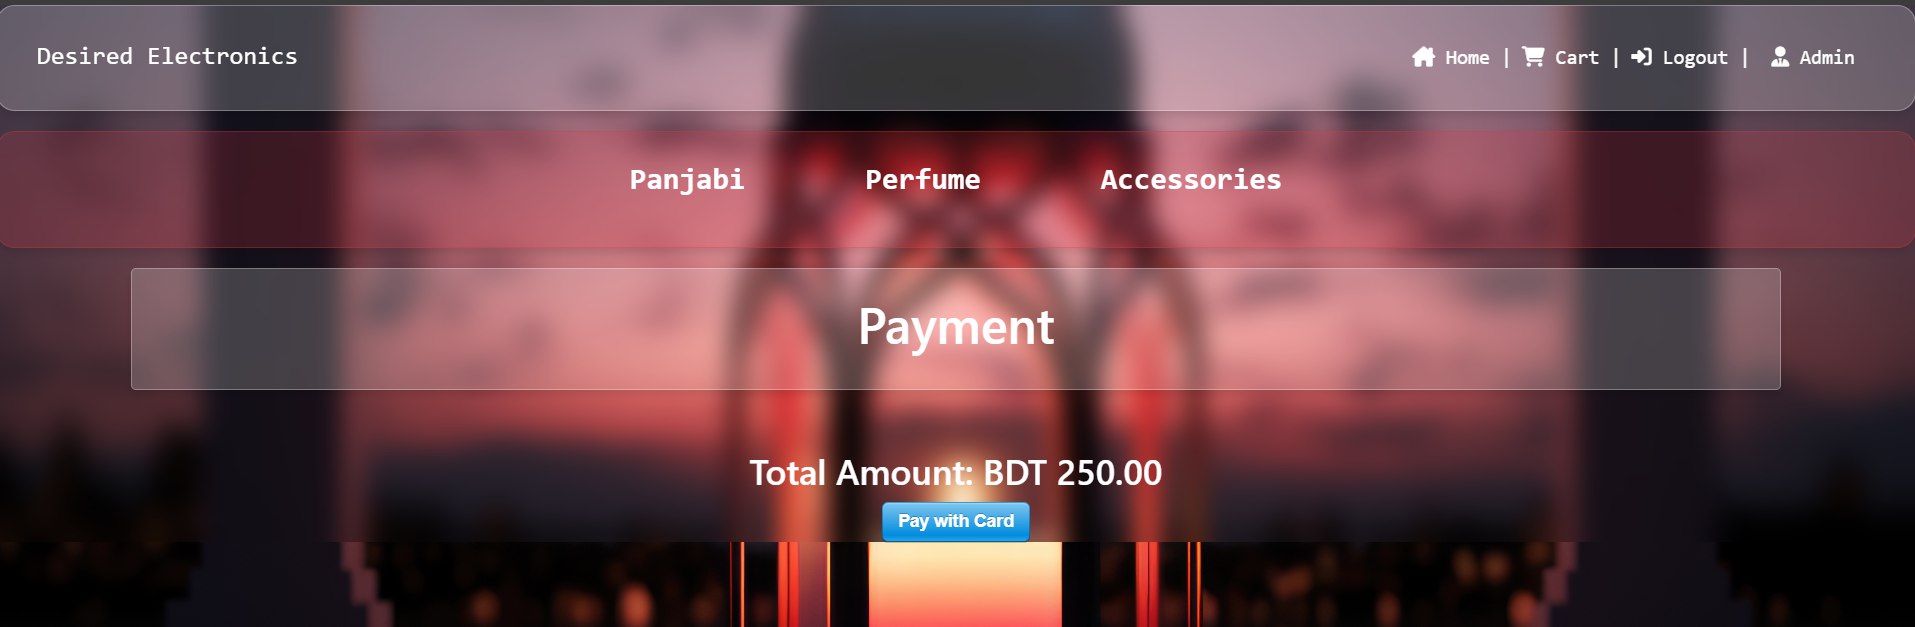 Desired Electronics
Home | Cart | Logout | Admin
Panjabi Perfume Accessories
Payment
Total Amount: BDT 250.00
Pay with Card